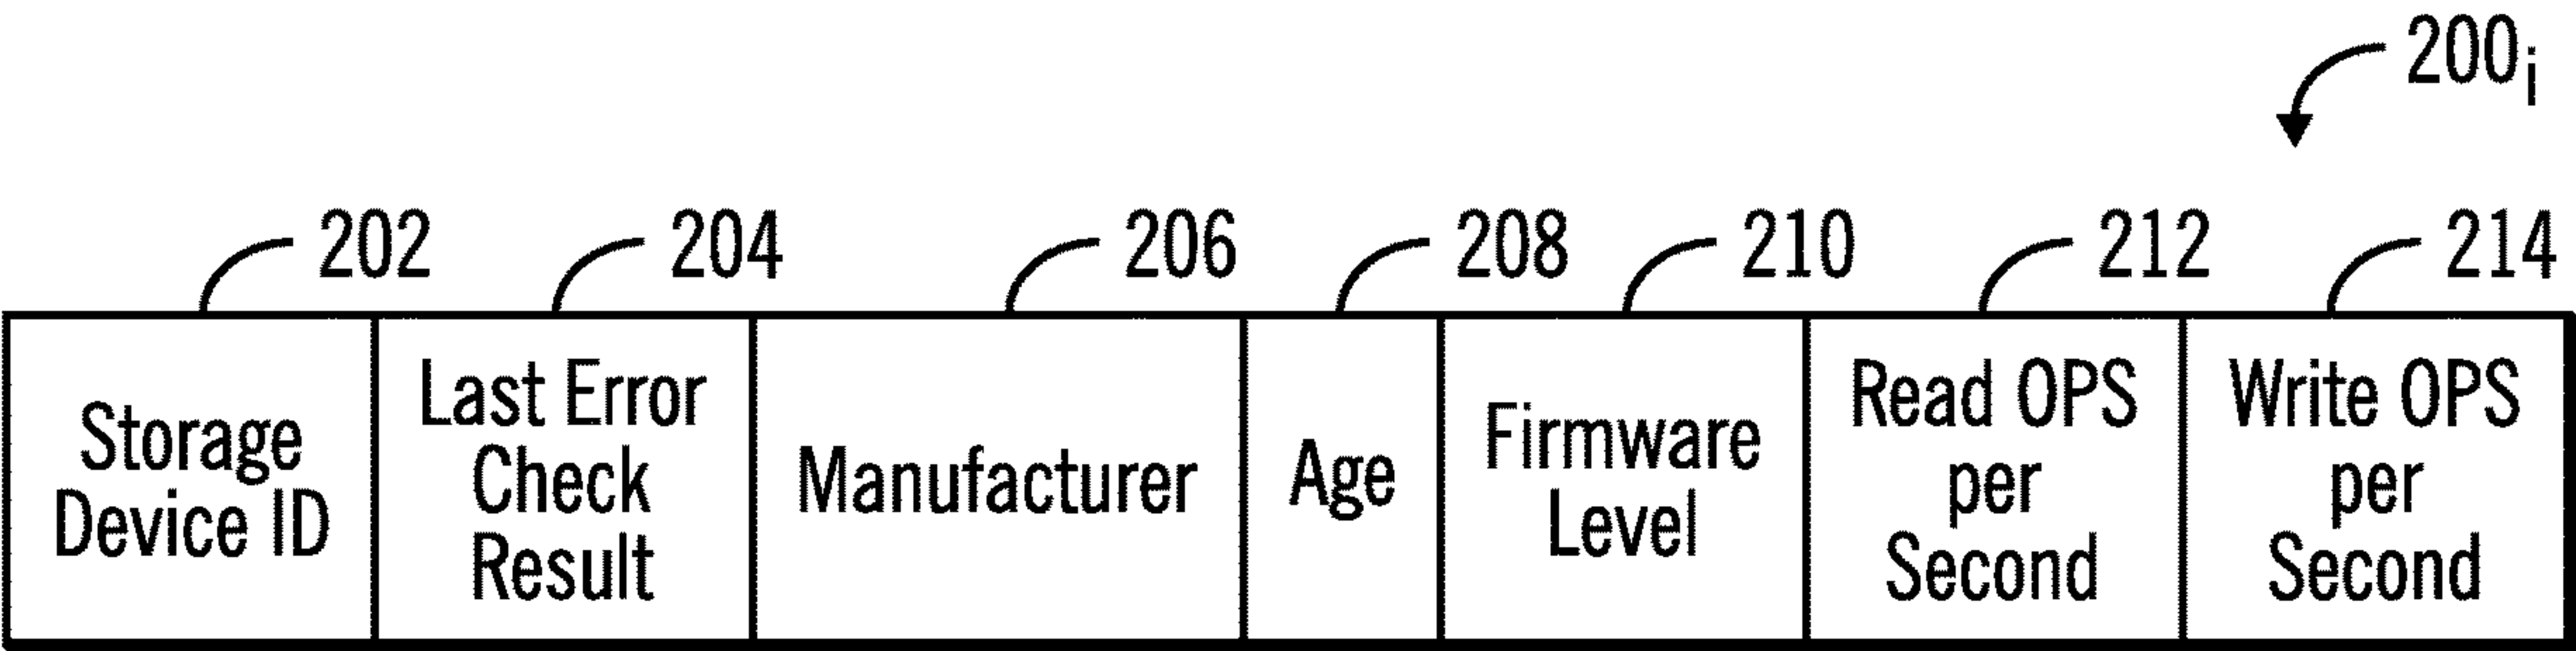 200i
202 204 206 208 210 212 214
Storage
Device ID
Last Error
Check
Result
Manufacturer
Age
Firmware
Level
Read OPS
per
Second
Write OPS
per
Second